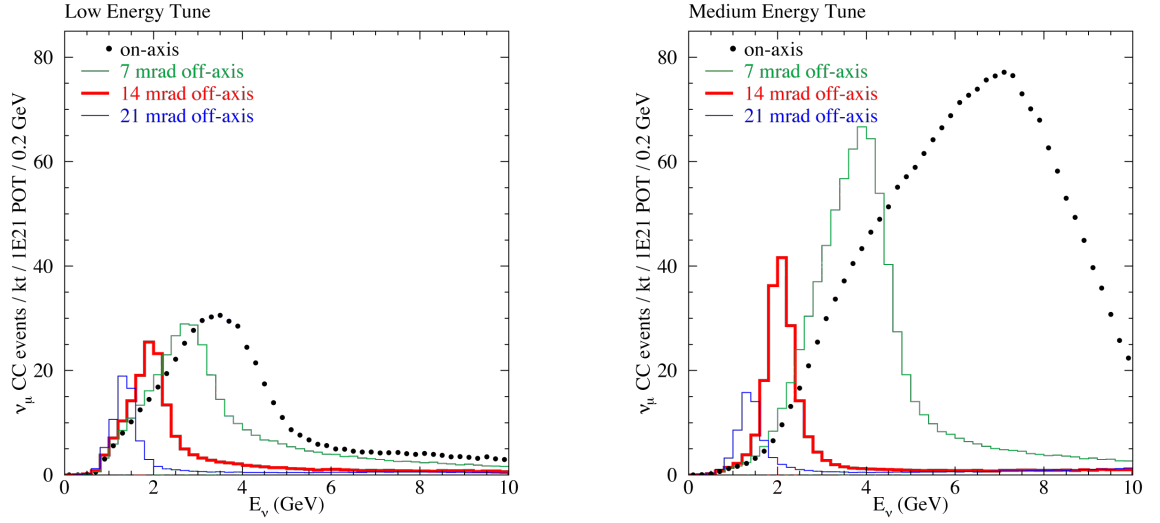 Low Energy Tune
νμ CC events / kt / 1E21 POT / 0.2 GeV
80
60
40
20
0
on-axis
7 mrad off-axis
14 mrad off-axis
21 mrad off-axis
0 2 4 6 8 10
Eν (GeV)
Medium Energy Tune
νμ CC events / kt / 1E21 POT / 0.2 GeV
80
60
40
20
0
on-axis
7 mrad off-axis
14 mrad off-axis
21 mrad off-axis
0 2 4 6 8 10
Eν (GeV)